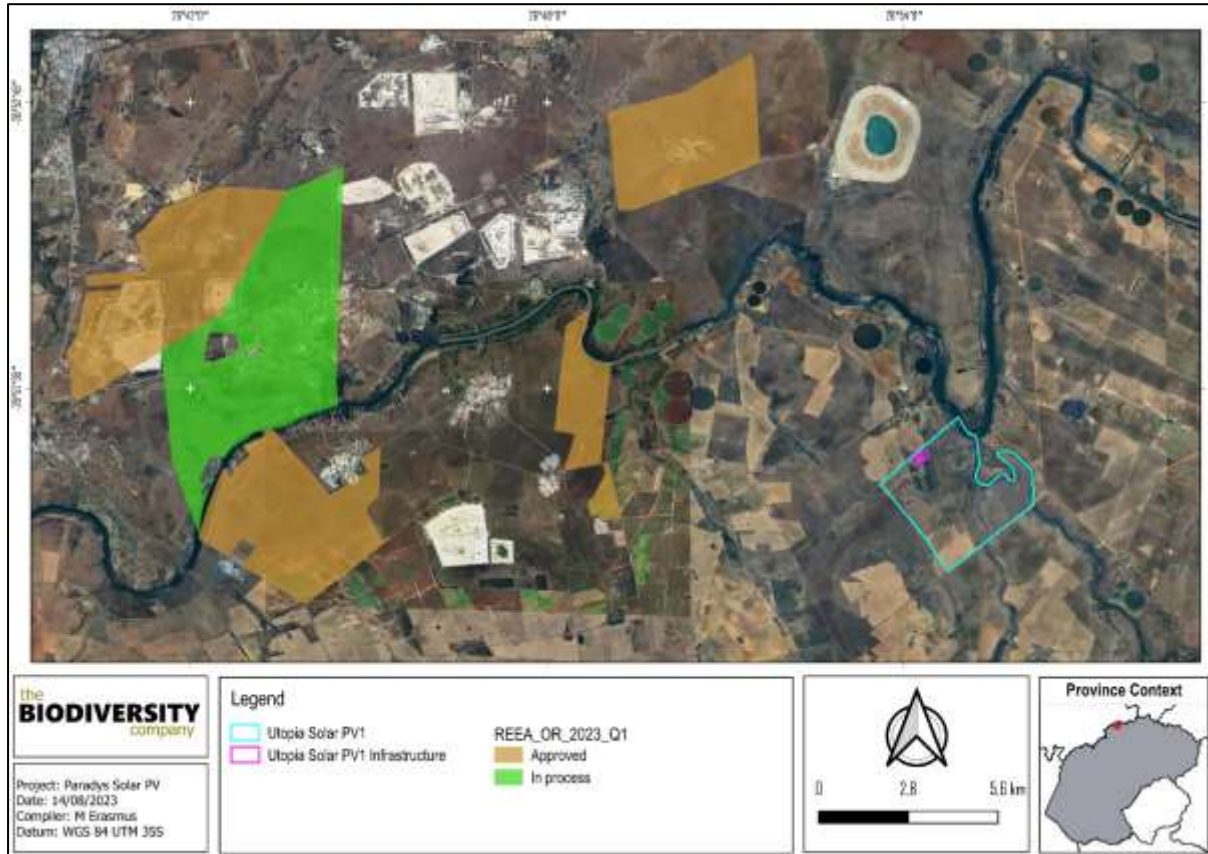 the
BIODIVERSITY
company
Project: Paradys Solar PV
Date: 14/08/2023
Compiler: M Erasmus
Datum: WGS 84 UTM 35S
Legend
Utopia Solar PV1
Utopia Solar PV1 Infrastructure
REEA_OR_2023_Q1
Approved
In process
0 2.8 5.6 km
Province Context